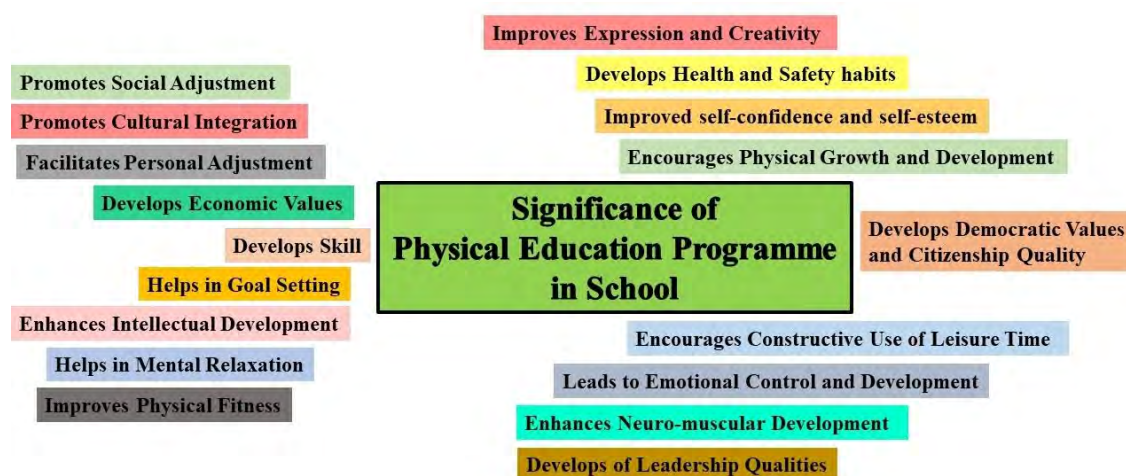 Improves Expression and Creativity
Develops Health and Safety habits
Improved self-confidence and self-esteem
Encourages Physical Growth and Development
Promotes Social Adjustment
Promotes Cultural Integration
Facilitates Personal Adjustment
Develops Economic Values
Develops Skill
Helps in Goal Setting
Enhances Intellectual Development
Helps in Mental Relaxation
Improves Physical Fitness
Significance of
Physical Education Programme
in School
Develops Democratic Values
and Citizenship Quality
Encourages Constructive Use of Leisure Time
Leads to Emotional Control and Development
Enhances Neuro-muscular Development
Develops of Leadership Qualities